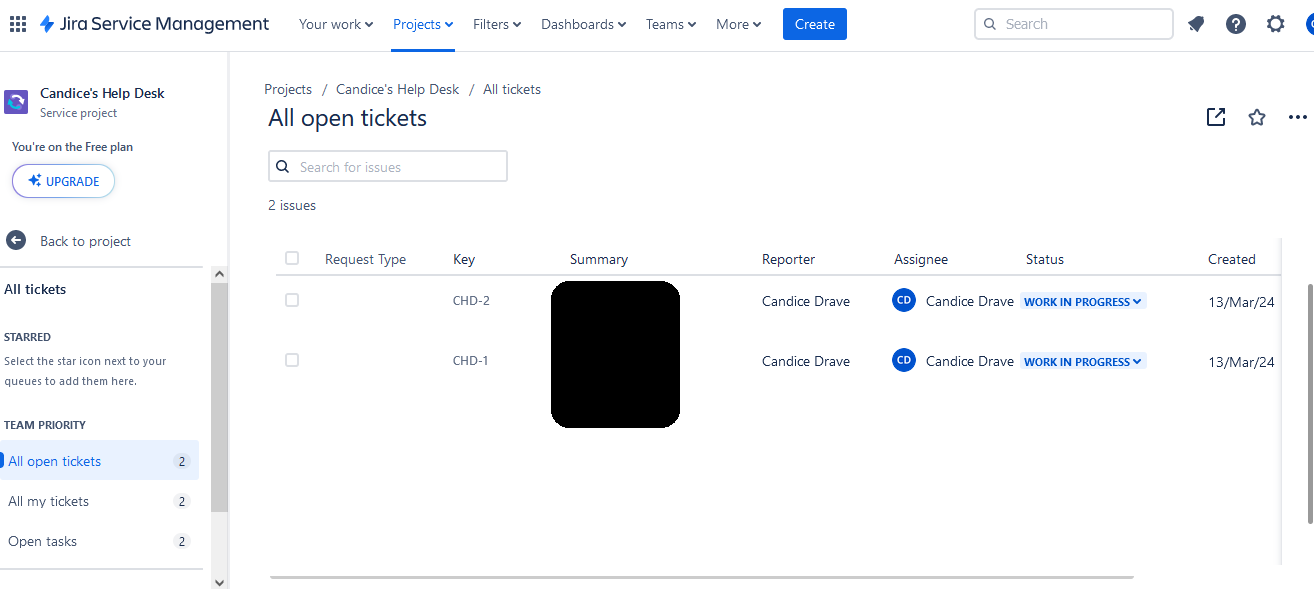 Jira Service Management Your work Projects Filters Dashboards Teams More Create Search
Candice's Help Desk
Service project
You're on the Free plan
UPGRADE
Back to project
All tickets
STARRED
Select the star icon next to your
queues to add them here.
TEAM PRIORITY
All open tickets 2
All my tickets 2
Open tasks 2
Projects / Candice's Help Desk / All tickets
All open tickets
Search for issues
2 issues
Request Type Key Summary Reporter Assignee Status Created
CHD-2 Candice Drave CD Candice Drave WORK IN PROGRESS 13/Mar/24
CHD-1 Candice Drave CD Candice Drave WORK IN PROGRESS 13/Mar/24